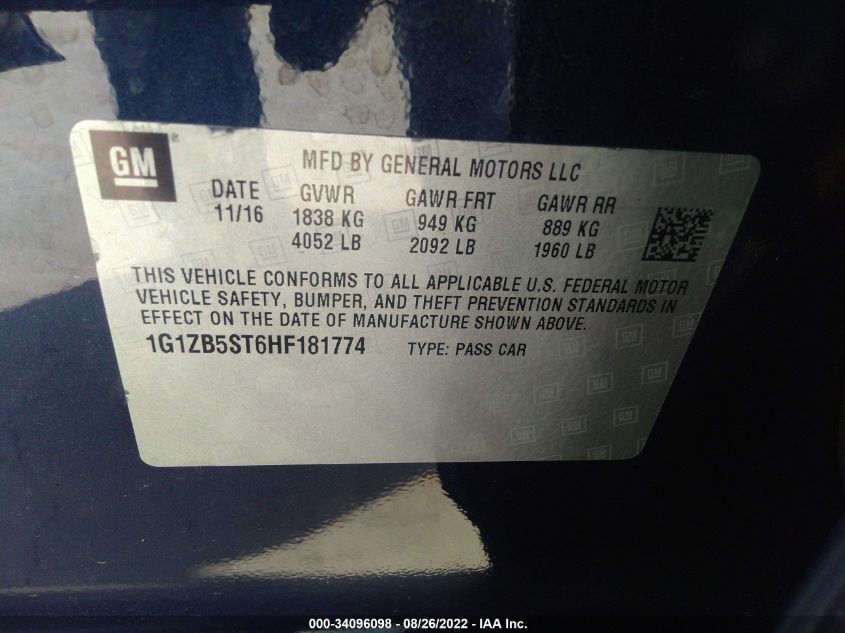 GM ®
MFD BY GENERAL MOTORS LLC
DATE GVWR GAWR FRT GAWR RR
11/16 1838 KG 949 KG 889 KG
4052 LB 2092 LB 1960 LB
THIS VEHICLE CONFORMS TO ALL APPLICABLE U.S. FEDERAL MOTOR
VEHICLE SAFETY, BUMPER, AND THEFT PREVENTION STANDARDS IN
EFFECT ON THE DATE OF MANUFACTURE SHOWN ABOVE.
1G1ZB5ST6HF181774 TYPE: PASS CAR
000-34096098 - 08/26/2022 - IAA Inc.